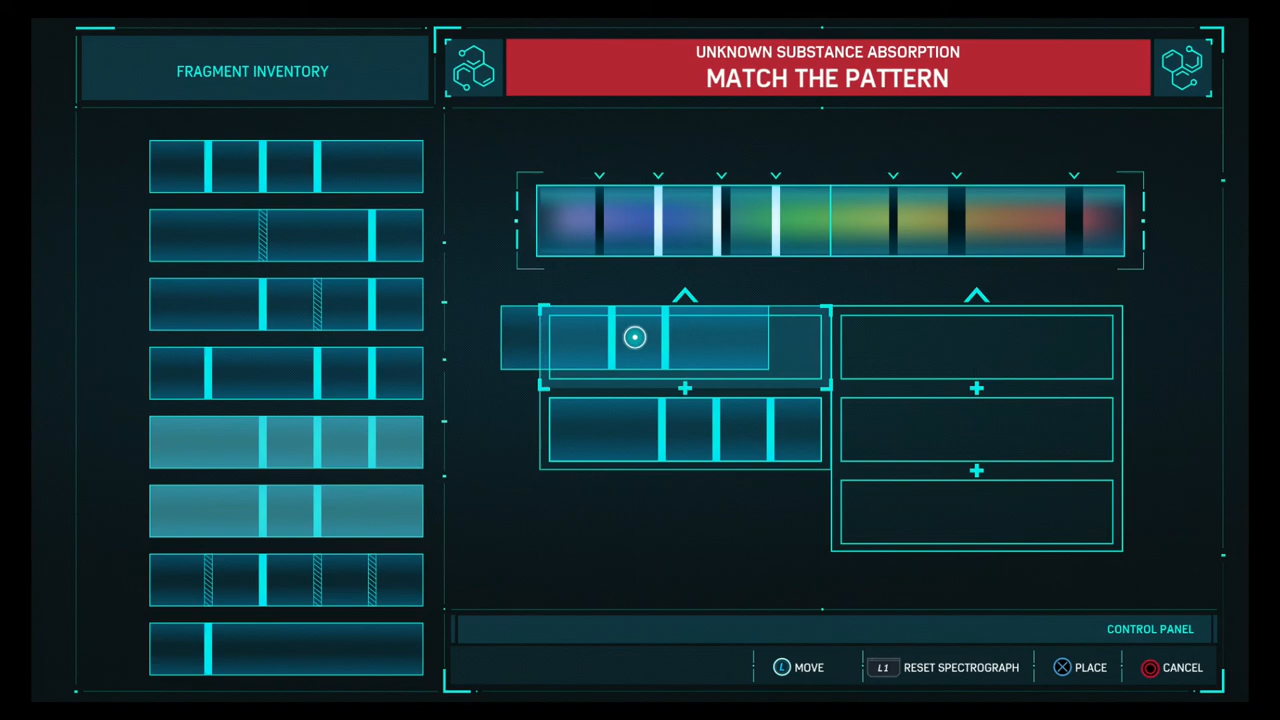 FRAGMENT INVENTORY
UNKNOWN SUBSTANCE ABSORPTION
MATCH THE PATTERN
CONTROL PANEL
L MOVE
L1 RESET SPECTROGRAPH
PLACE
CANCEL